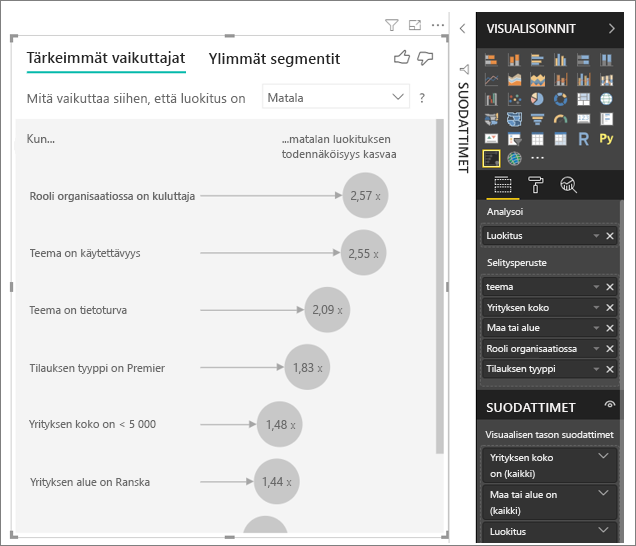 Tärkeimmät vaikuttajat
Ylimmät segmentit
Mitä vaikuttaa siihen, että luokitus on
Matala
?
Kun...
...matalan luokituksen
todennäköisyys kasvaa
Rooli organisaatiossa on kuluttaja
2,57 x
Teema on käytettävyys
2,55 x
Teema on tietoturva
2,09 x
Tilauksen tyyppi on Premier
1,83 x
Yrityksen koko on < 5 000
1,48 x
Yrityksen alue on Ranska
1,44 x
SUODATTIMET
VISUALISOINNIT
R
Py
Analysoi
Luokitus
Selitysperuste
teema
Yrityksen koko
Maa tai alue
Rooli organisaatiossa
Tilauksen tyyppi
SUODATTIMET
Visuaalisen tason suodattimet
Yrityksen koko
on (kaikki)
Maa tai alue on
(kaikki)
Luokitus